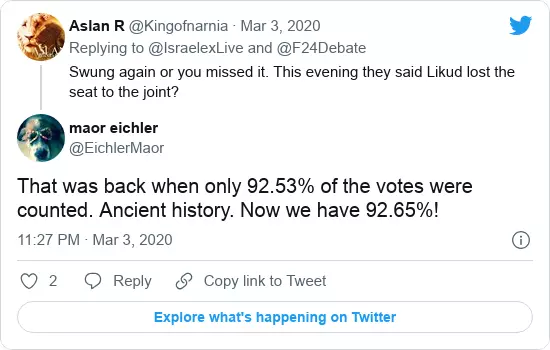 Aslan R @Kingofnarnia · Mar 3, 2020
Replying to @IsraelexLive and @F24Debate
Swung again or you missed it. This evening they said Likud lost the
seat to the joint?
maor eichler
@EichlerMaor
That was back when only 92.53% of the votes were
counted. Ancient history. Now we have 92.65%!
11:27 PM · Mar 3, 2020
2 Reply Copy link to Tweet
Explore what's happening on Twitter